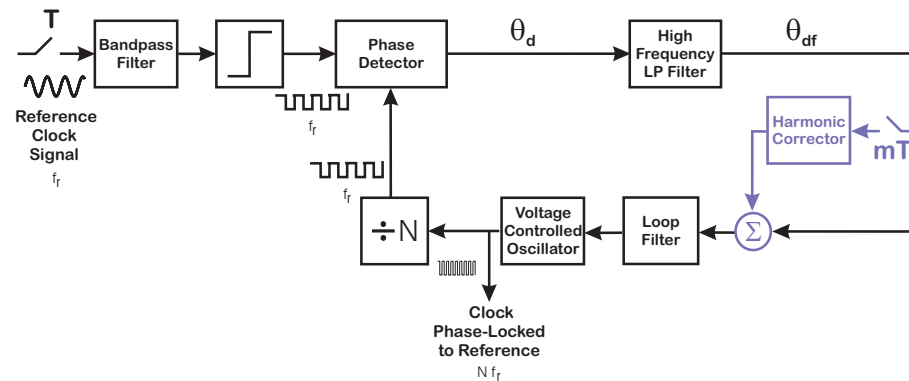 T
Bandpass
Filter
Phase
Detector
θd
High
Frequency
LP Filter
θdf
Reference
Clock
Signal
fr
fr
Harmonic
Corrector
mT
fr
÷N
Voltage
Controlled
Oscillator
Loop
Filter
Σ
Clock
Phase-Locked
to Reference
N fr